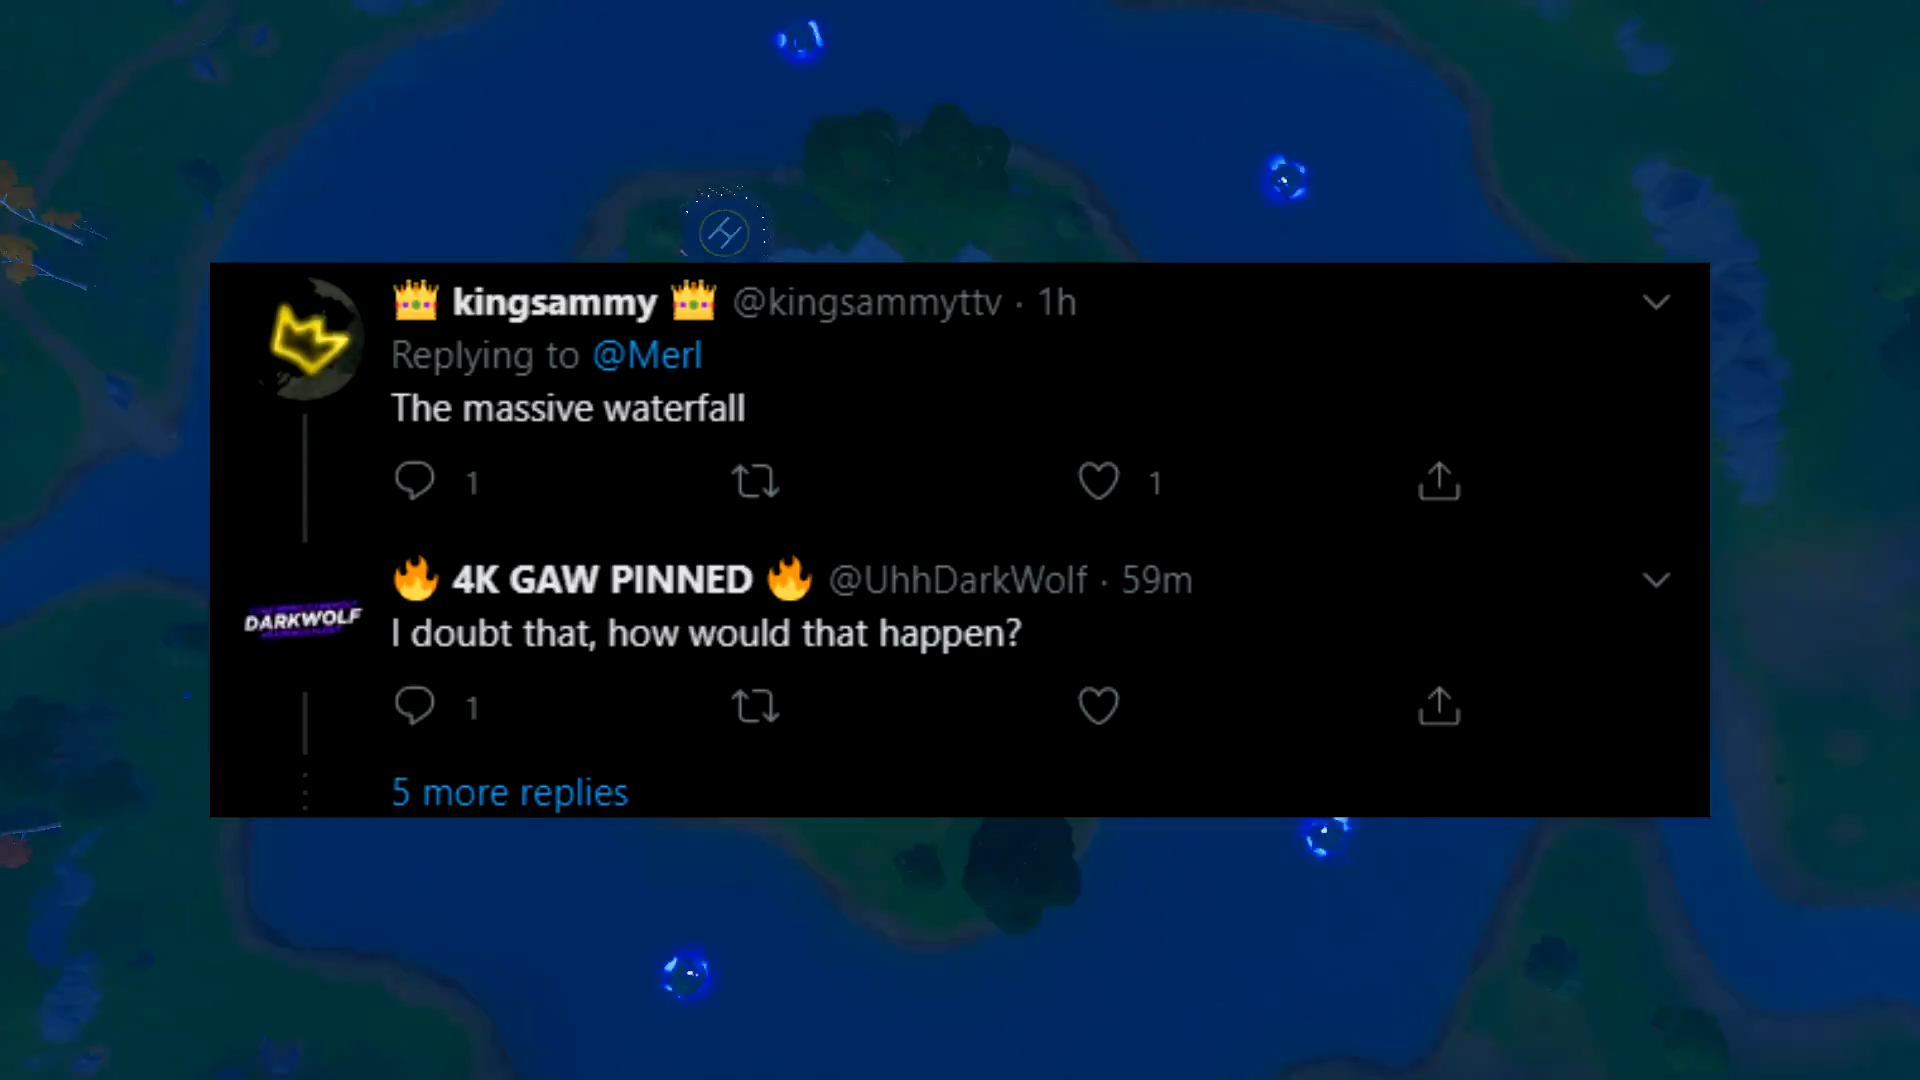 👑 kingsammy 👑 @kingsammyttv · 1h
Replying to @Merl
The massive waterfall
1 1
🔥 4K GAW PINNED 🔥 @UhhDarkWolf · 59m
DARKWOLF
I doubt that, how would that happen?
1
5 more replies
H